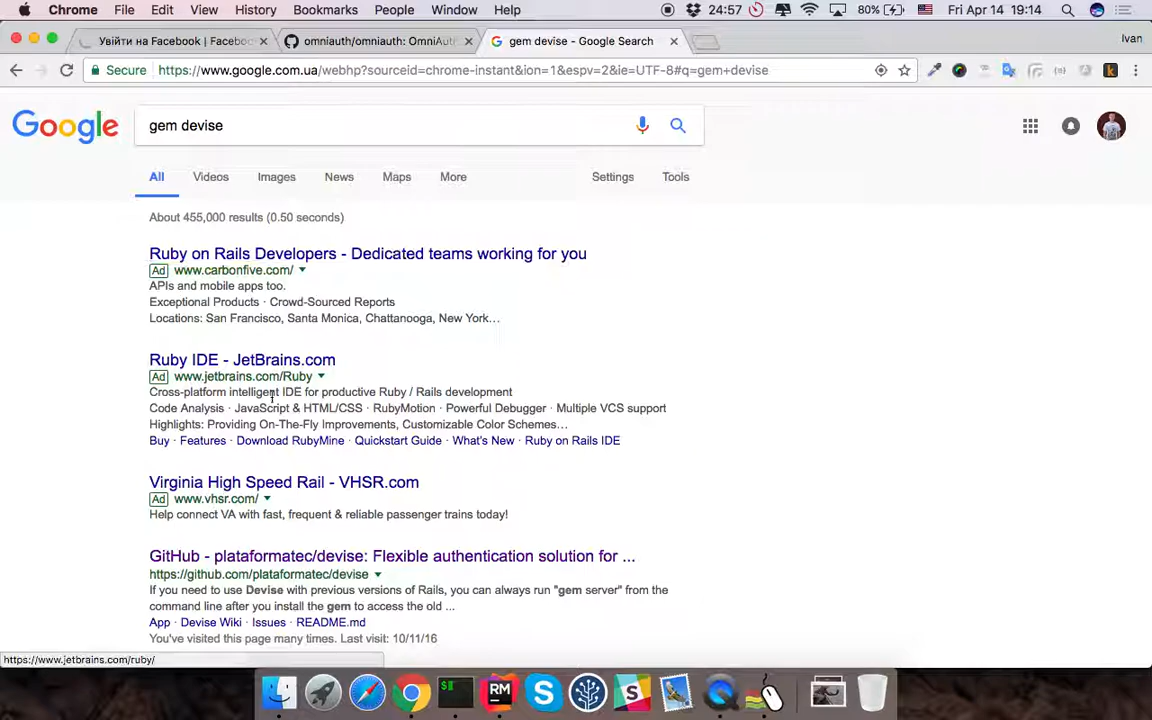 Chrome File Edit View History Bookmarks People Window Help 24:57 80% Fri Apr 14 19:14
Увійти на Facebook | Faceboo omniauth/omniauth: OmniAuth gem devise - Google Search Ivan
Secure https://www.google.com.ua/webhp?sourceid=chrome-instant&ion=1&espv=2&ie=UTF-8#q=gem+devise
Google gem devise
All Videos Images News Maps More Settings Tools
About 455,000 results (0.50 seconds)
Ruby on Rails Developers - Dedicated teams working for you
Ad www.carbonfive.com/
APIs and mobile apps too.
Exceptional Products · Crowd-Sourced Reports
Locations: San Francisco, Santa Monica, Chattanooga, New York…
Ruby IDE - JetBrains.com
Ad www.jetbrains.com/Ruby
Cross-platform intelligent IDE for productive Ruby / Rails development
Code Analysis · JavaScript & HTML/CSS · RubyMotion · Powerful Debugger · Multiple VCS support
Highlights: Providing On-The-Fly Improvements, Customizable Color Schemes…
Buy · Features · Download RubyMine · Quickstart Guide · What's New · Ruby on Rails IDE
Virginia High Speed Rail - VHSR.com
Ad www.vhsr.com/
Help connect VA with fast, frequent & reliable passenger trains today!
GitHub - plataformatec/devise: Flexible authentication solution for ...
https://github.com/plataformatec/devise
If you need to use Devise with previous versions of Rails, you can always run "gem server" from the
command line after you install the gem to access the old ...
App · Devise Wiki · Issues · README.md
You've visited this page many times. Last visit: 10/11/16
https://www.jetbrains.com/ruby/
$ RM S